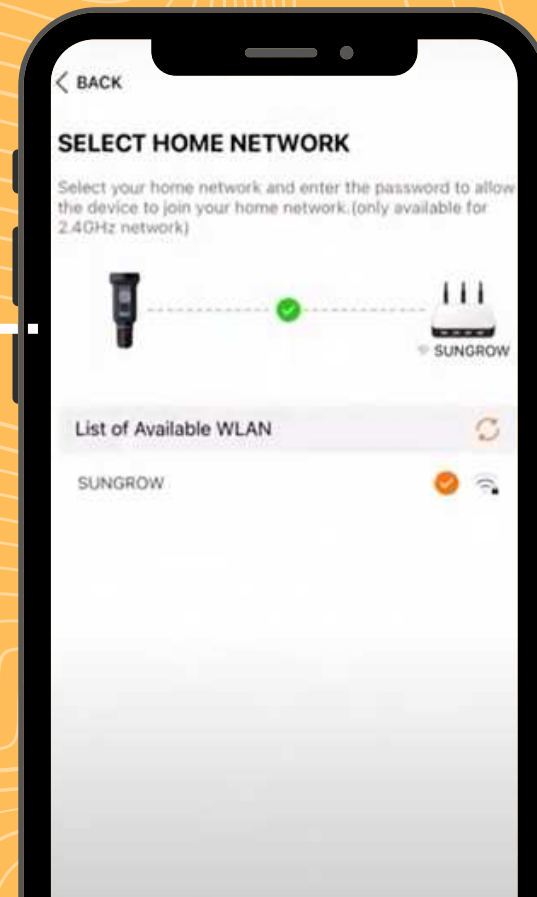 BACK
SELECT HOME NETWORK
Select your home network and enter the password to allow
the device to join your home network.(only available for
2.4GHz network)
SUNGROW
List of Available WLAN
SUNGROW